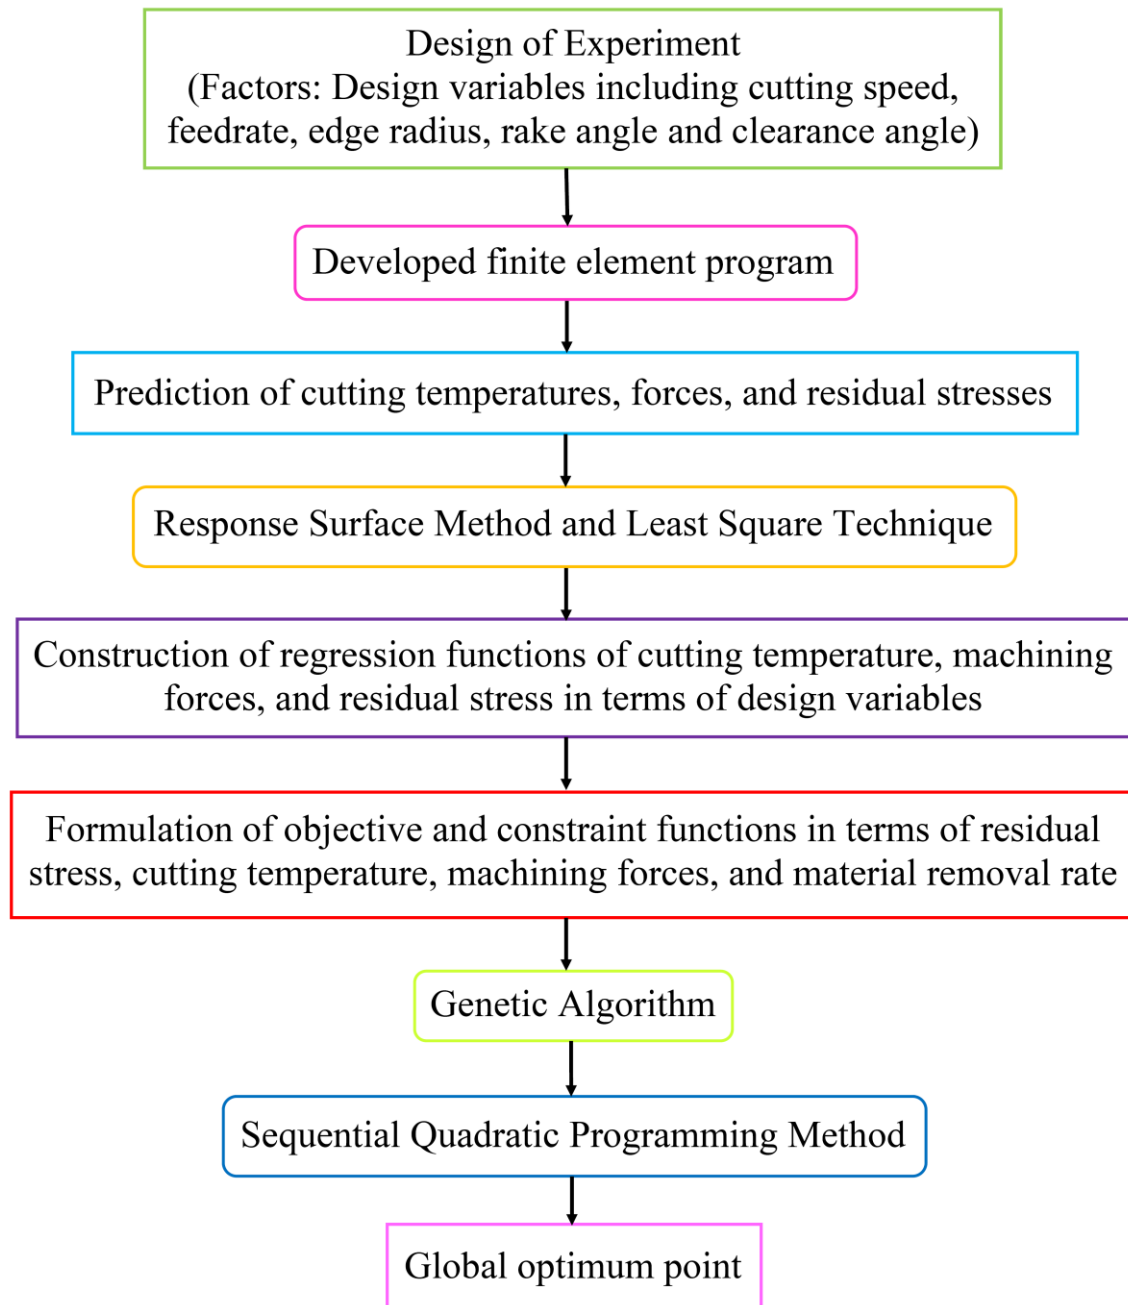 Design of Experiment
(Factors: Design variables including cutting speed,
feedrate, edge radius, rake angle and clearance angle)
Developed finite element program
Prediction of cutting temperatures, forces, and residual stresses
Response Surface Method and Least Square Technique
Construction of regression functions of cutting temperature, machining
forces, and residual stress in terms of design variables
Formulation of objective and constraint functions in terms of residual
stress, cutting temperature, machining forces, and material removal rate
Genetic Algorithm
Sequential Quadratic Programming Method
Global optimum point